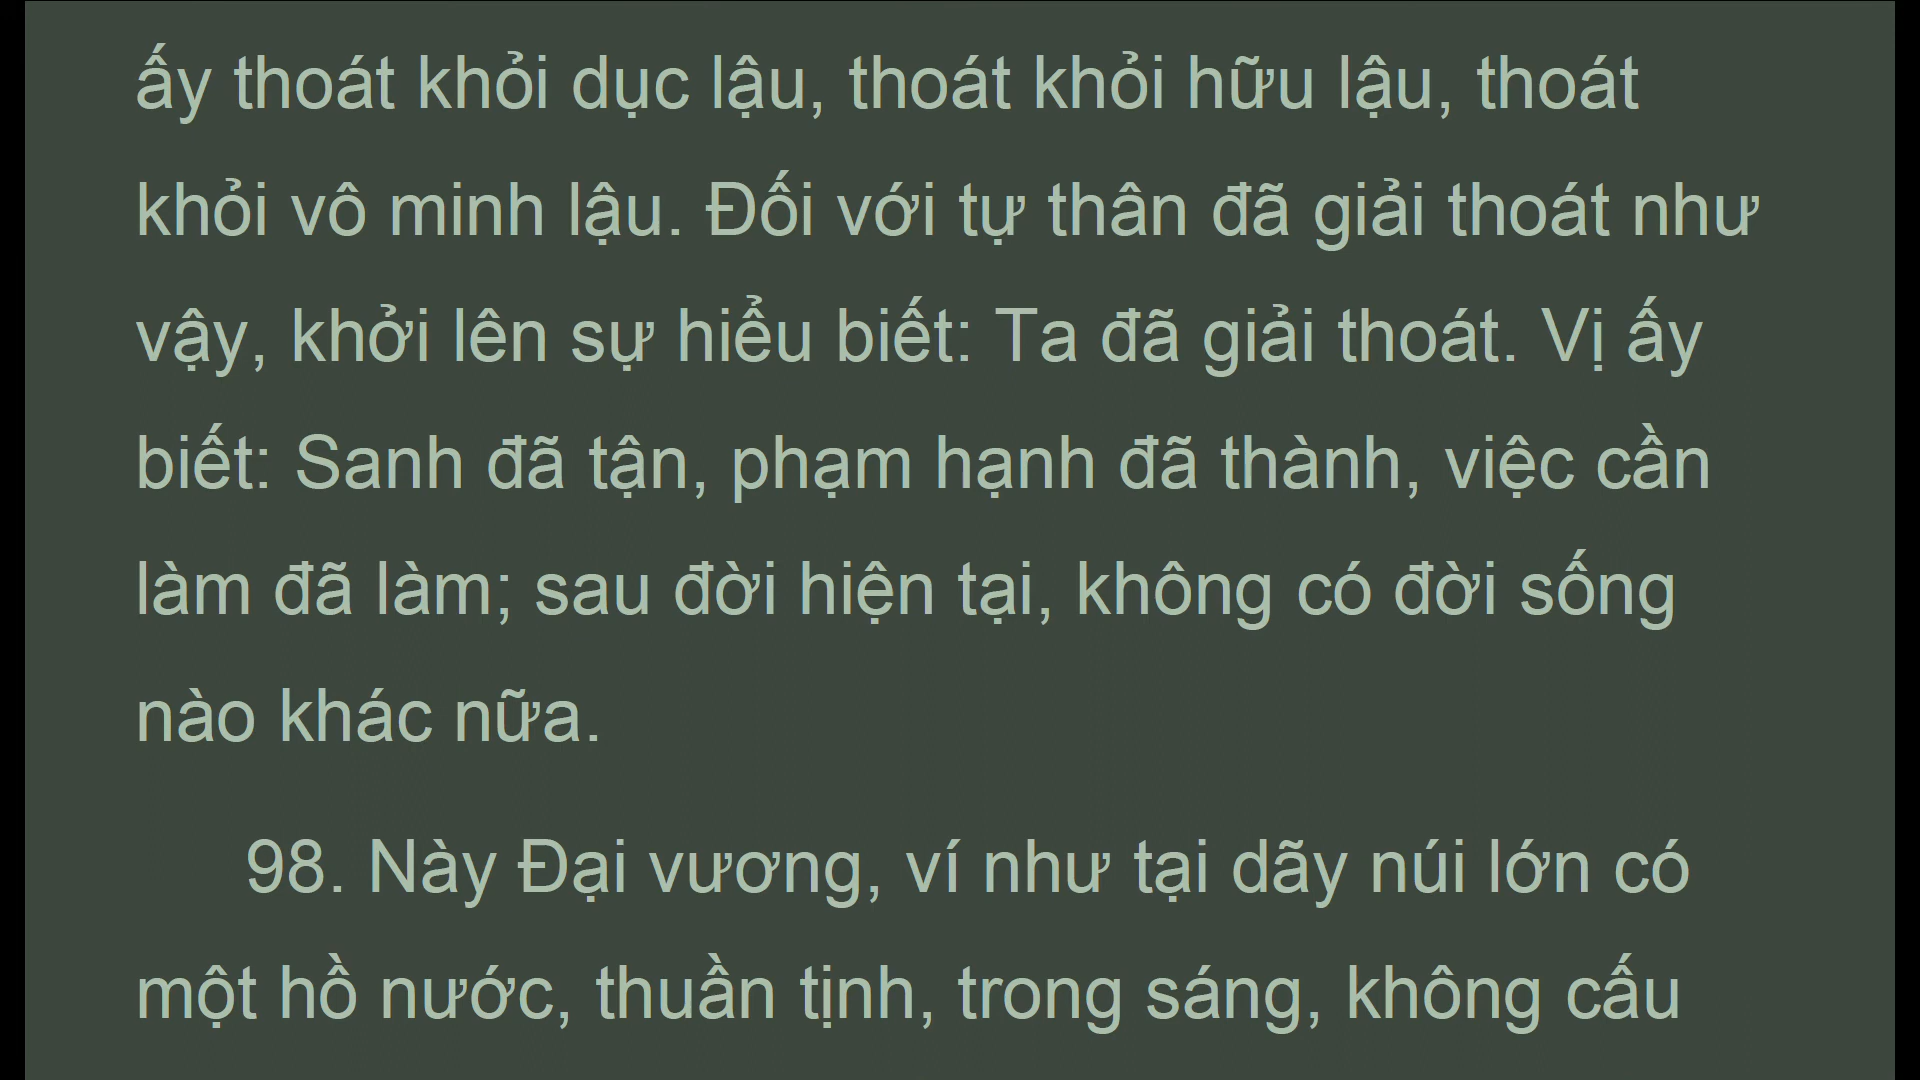 ấy thoát khỏi dục lậu, thoát khỏi hữu lậu, thoát
khỏi vô minh lậu. Đối với tự thân đã giải thoát như
vậy, khởi lên sự hiểu biết: Ta đã giải thoát. Vị ấy
biết: Sanh đã tận, phạm hạnh đã thành, việc cần
làm đã làm; sau đời hiện tại, không có đời sống
nào khác nữa.
98. Này Đại vương, ví như tại dãy núi lớn có
một hồ nước, thuần tịnh, trong sáng, không cấu